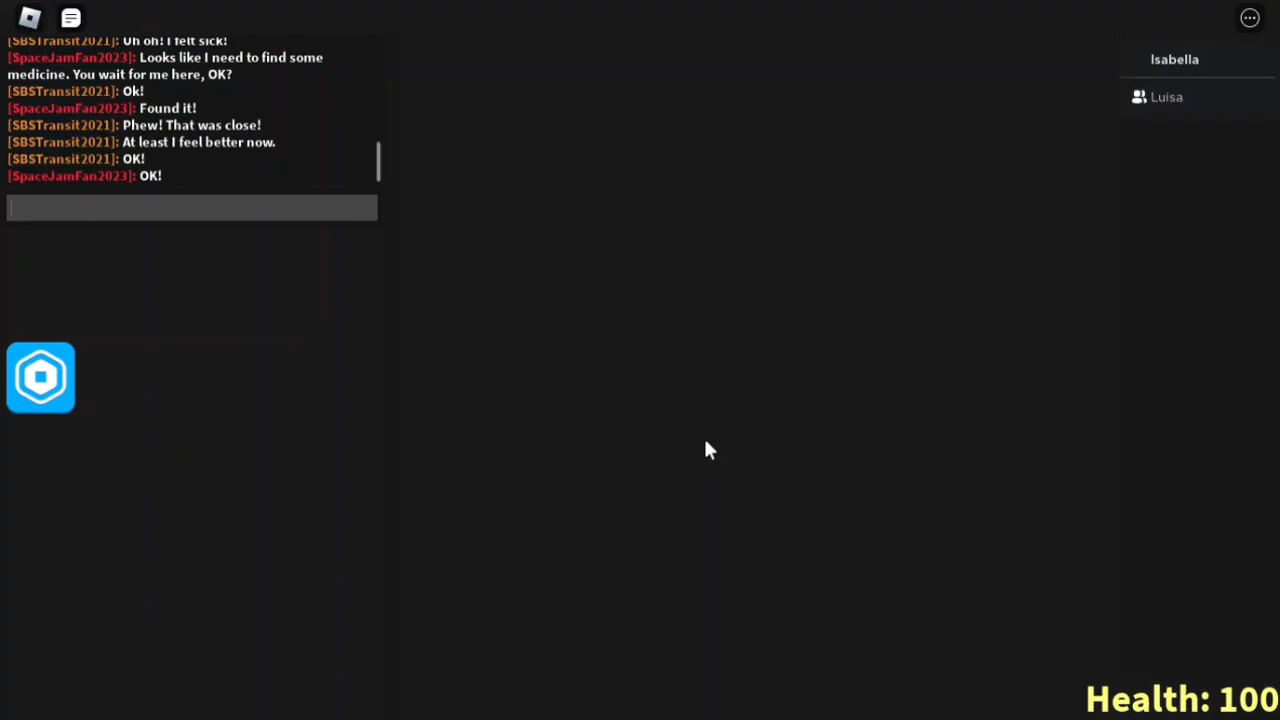 [SBSTransit2021]: Uh oh! I felt sick!
[SpaceJamFan2023]: Looks like I need to find some
medicine. You wait for me here, OK?
[SBSTransit2021]: Ok!
[SpaceJamFan2023]: Found it!
[SBSTransit2021]: Phew! That was close!
[SBSTransit2021]: At least I feel better now.
[SBSTransit2021]: OK!
[SpaceJamFan2023]: OK!
Isabella
Luisa
Health: 100